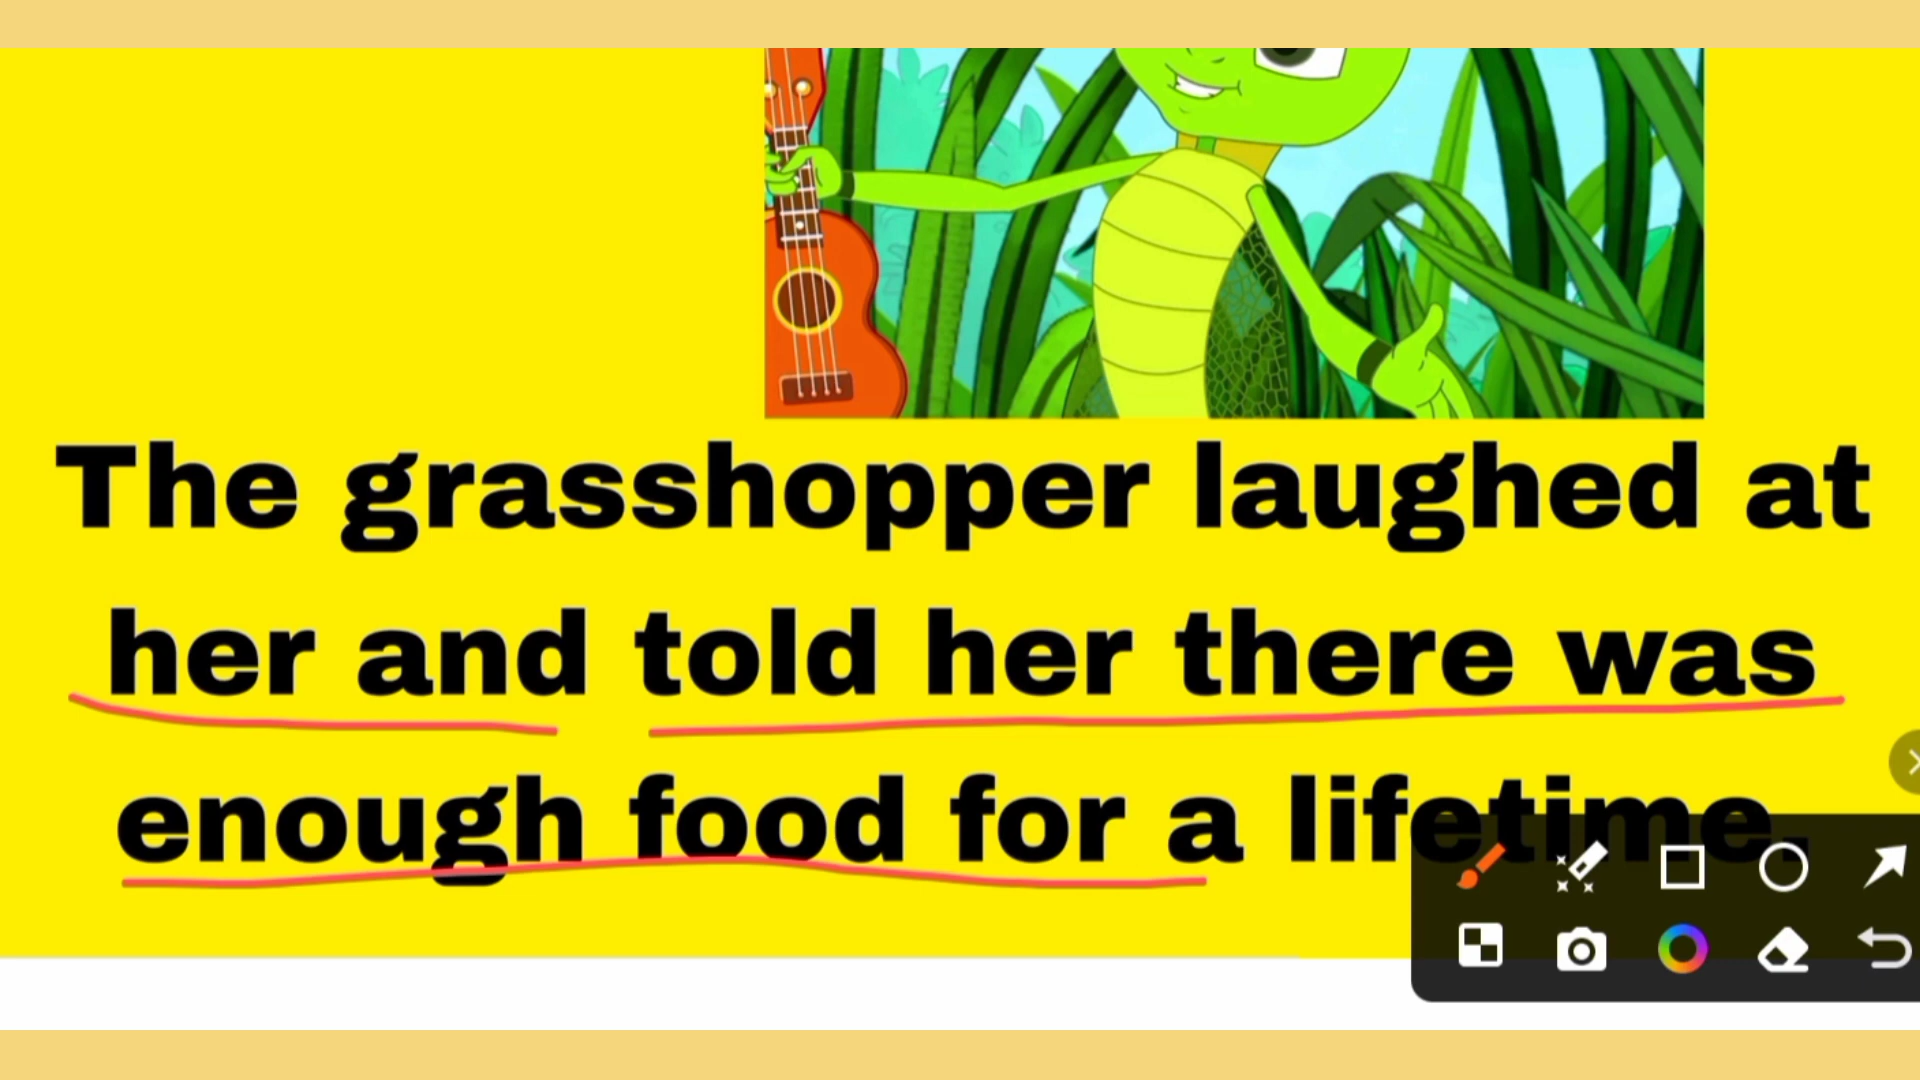 The grasshopper laughed at
her and told her there was
enough food for a lifetime.